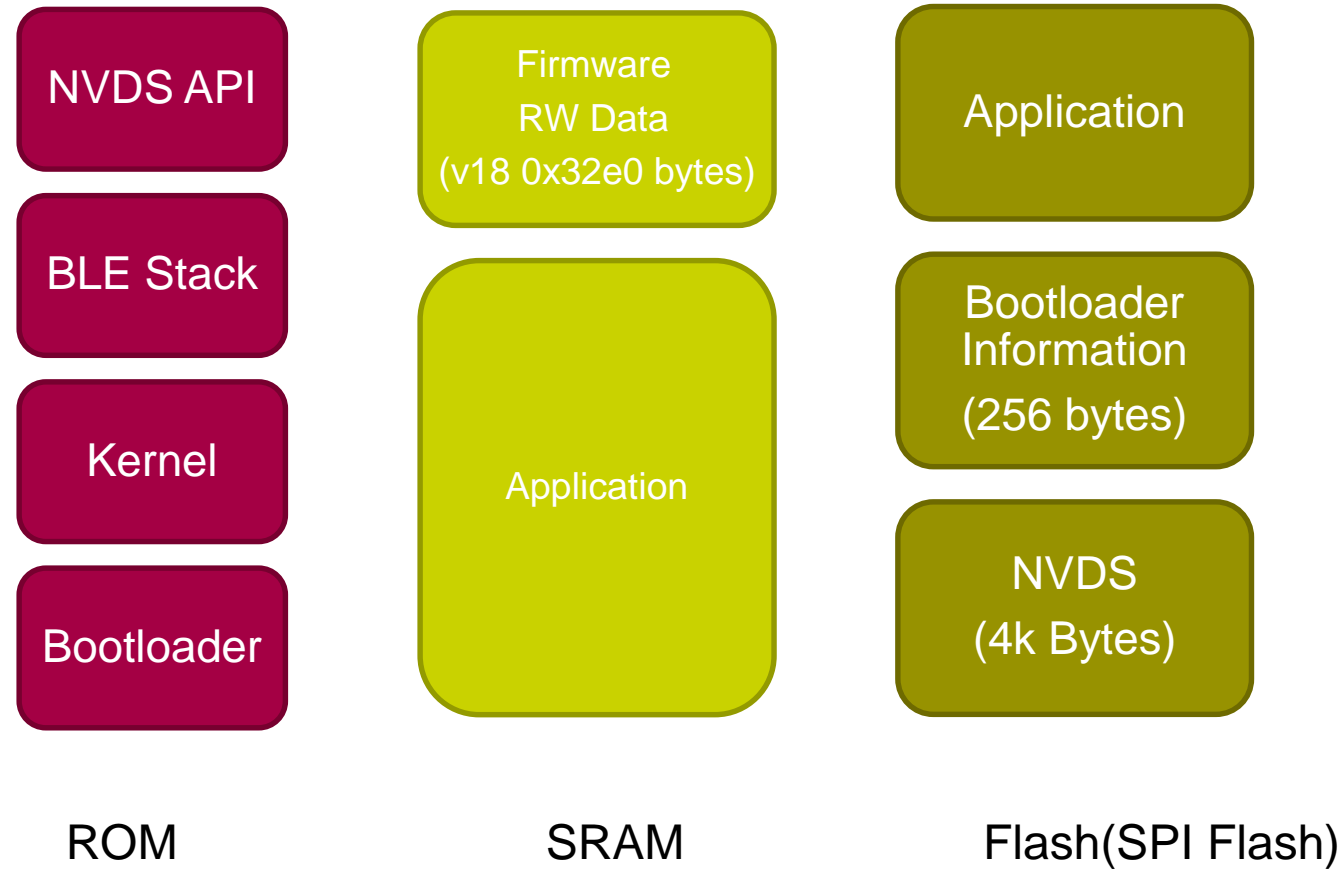 NVDS API
BLE Stack
Kernel
Bootloader
ROM
Firmware
RW Data
(v18 0x32e0 bytes)
Application
SRAM
Application
Bootloader
Information
(256 bytes)
NVDS
(4k Bytes)
Flash(SPI Flash)